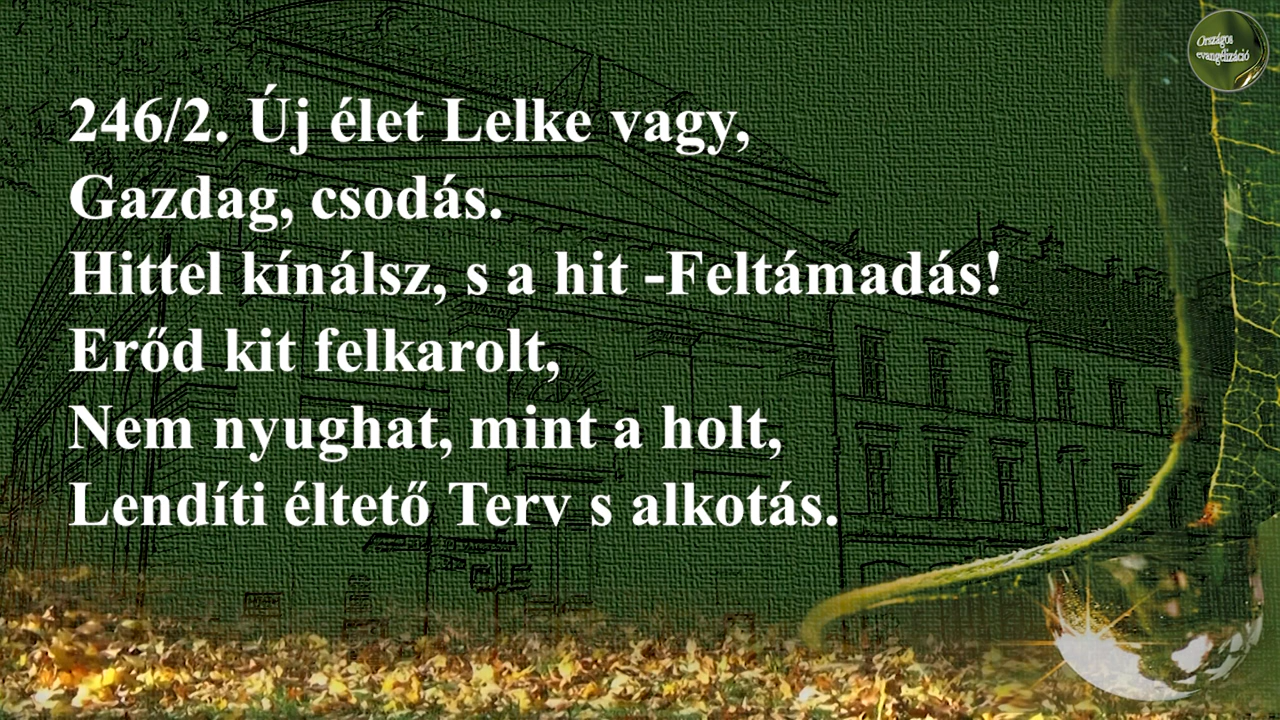 Országos
evangélizáció
246/2. Új élet Lelke vagy,
Gazdag, csodás.
Hittel kínálsz, s a hit -Feltámadás!
Erőd kit felkarolt,
Nem nyughat, mint a holt,
Lendíti éltető Terv s alkotás.